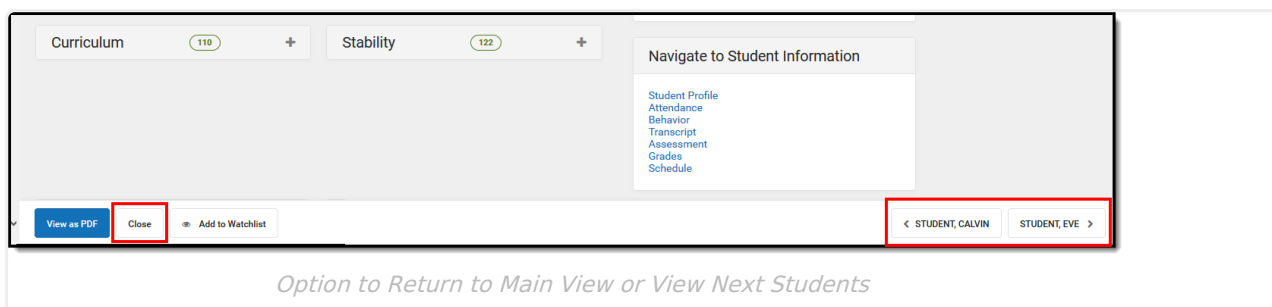 Curriculum 110 +
Stability 122 +
Navigate to Student Information
Student Profile
Attendance
Behavior
Transcript
Assessment
Grades
Schedule
View as PDF
Close
Add to Watchlist
< STUDENT, CALVIN
STUDENT, EVE >
Option to Return to Main View or View Next Students